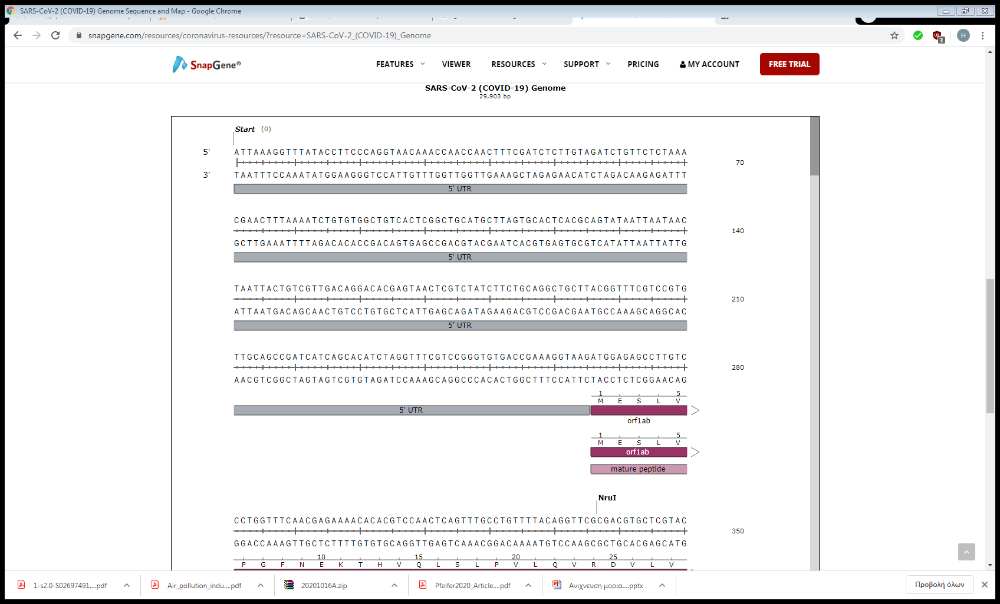 SARS-CoV-2 (COVID-19) Genome Sequence and Map - Google Chrome
snapgene.com/resources/coronavirus-resources/?resource=SARS-CoV-2_(COVID-19)_Genome
3
H
SnapGene®
FEATURES VIEWER RESOURCES SUPPORT PRICING MY ACCOUNT FREE TRIAL
SARS-CoV-2 (COVID-19) Genome
29,903 bp
Start (0)
5′ ATTAAAGGTTTATACCTTCCCAGGTAACAAACCAACCAACTTTCGATCTCTTGTAGATCTGTTCTCTAAA
70
3′ TAATTTCCAAATATGGAAGGGTCCATTGTTTGGTTGGTTGAAAGCTAGAGAACATCTAGACAAGAGATTT
5' UTR
CGAACTTTAAAATCTGTGTGGCTGTCACTCGGCTGCATGCTTAGTGCACTCACGCAGTATAATTAATAAC
140
GCTTGAAATTTTAGACACACCGACAGTGAGCCGACGTACGAATCACGTGAGTGCGTCATATTAATTATTG
5' UTR
TAATTACTGTCGTTGACAGGACACGAGTAACTCGTCTATCTTCTGCAGGCTGCTTACGGTTTCGTCCGTG
210
ATTAATGACAGCAACTGTCCTGTGCTCATTGAGCAGATAGAAGACGTCCGACGAATGCCAAAGCAGGCAC
5' UTR
TTGCAGCCGATCATCAGCACATCTAGGTTTCGTCCGGGTGTGACCGAAAGGTAAGATGGAGAGCCTTGTC
280
AACGTCGGCTAGTAGTCGTGTAGATCCAAAGCAGGCCCACACTGGCTTTCCATTCTACCTCTCGGAACAG
1 5
M E S L V
5' UTR
orf1ab
1 5
M E S L V
orf1ab
mature peptide
NruI
CCTGGTTTCAACGAGAAAACACACGTCCAACTCAGTTTGCCTGTTTTACAGGTTCGCGACGTGCTCGTAC
350
GGACCAAAGTTGCTCTTTTGTGTGCAGGTTGAGTCAAACGGACAAAATGTCCAAGCGCTGCACGAGCATG
10 15 20 25
P G F N E K T H V Q L S L P V L Q V R D V L V
1-s2.0-S02697491....pdf Air_pollution_indu....pdf 20201016A.zip Pfeifer2020_Article....pdf Ανιχνευση μορια....pptx Προβολή όλων